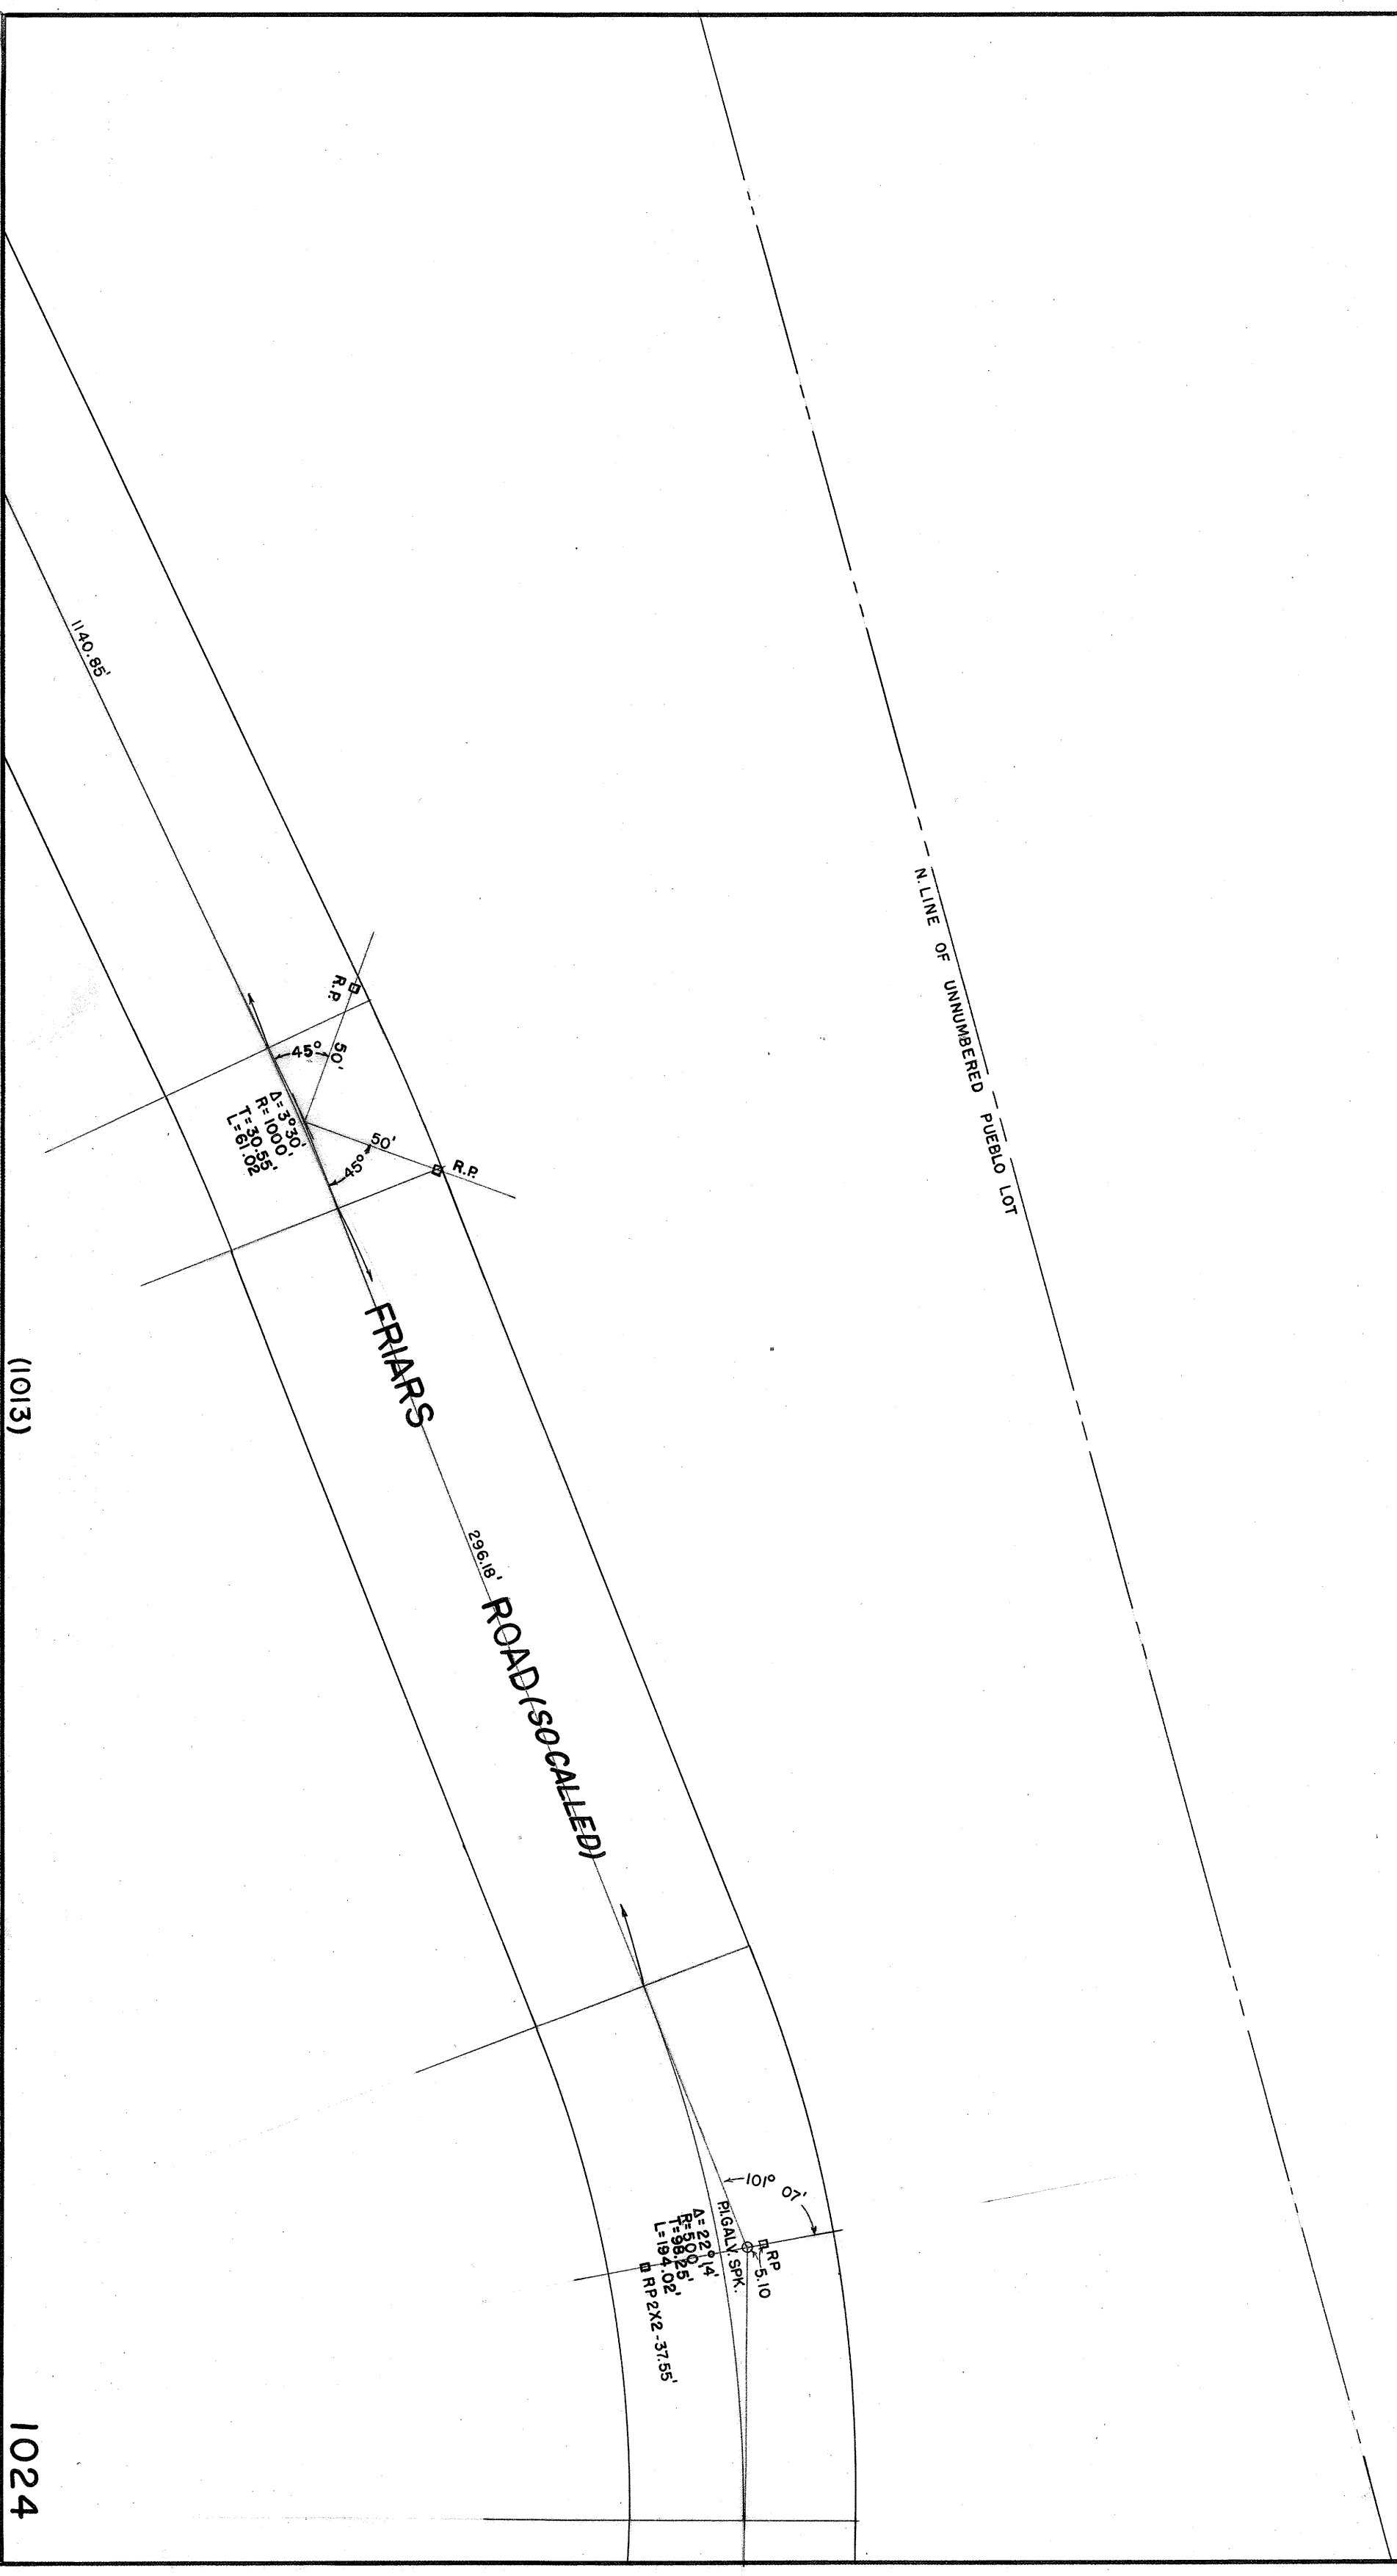 N. LINE OF UNNUMBERED PUEBLO LOT
1140.85'
R.P.
50'
45°
Δ= 3°30'
R= 1000'
T= 30.55'
L= 61.02
50'
45°
R.P.
FRIARS ROAD (SO CALLED)
296.18'
101° 07'
RP
5.10
P.I. GALV. SPK.
Δ= 22°14'
R= 500'
T= 98.25'
L= 194.02'
RP 2X2 - 37.55'
(1013)
1024